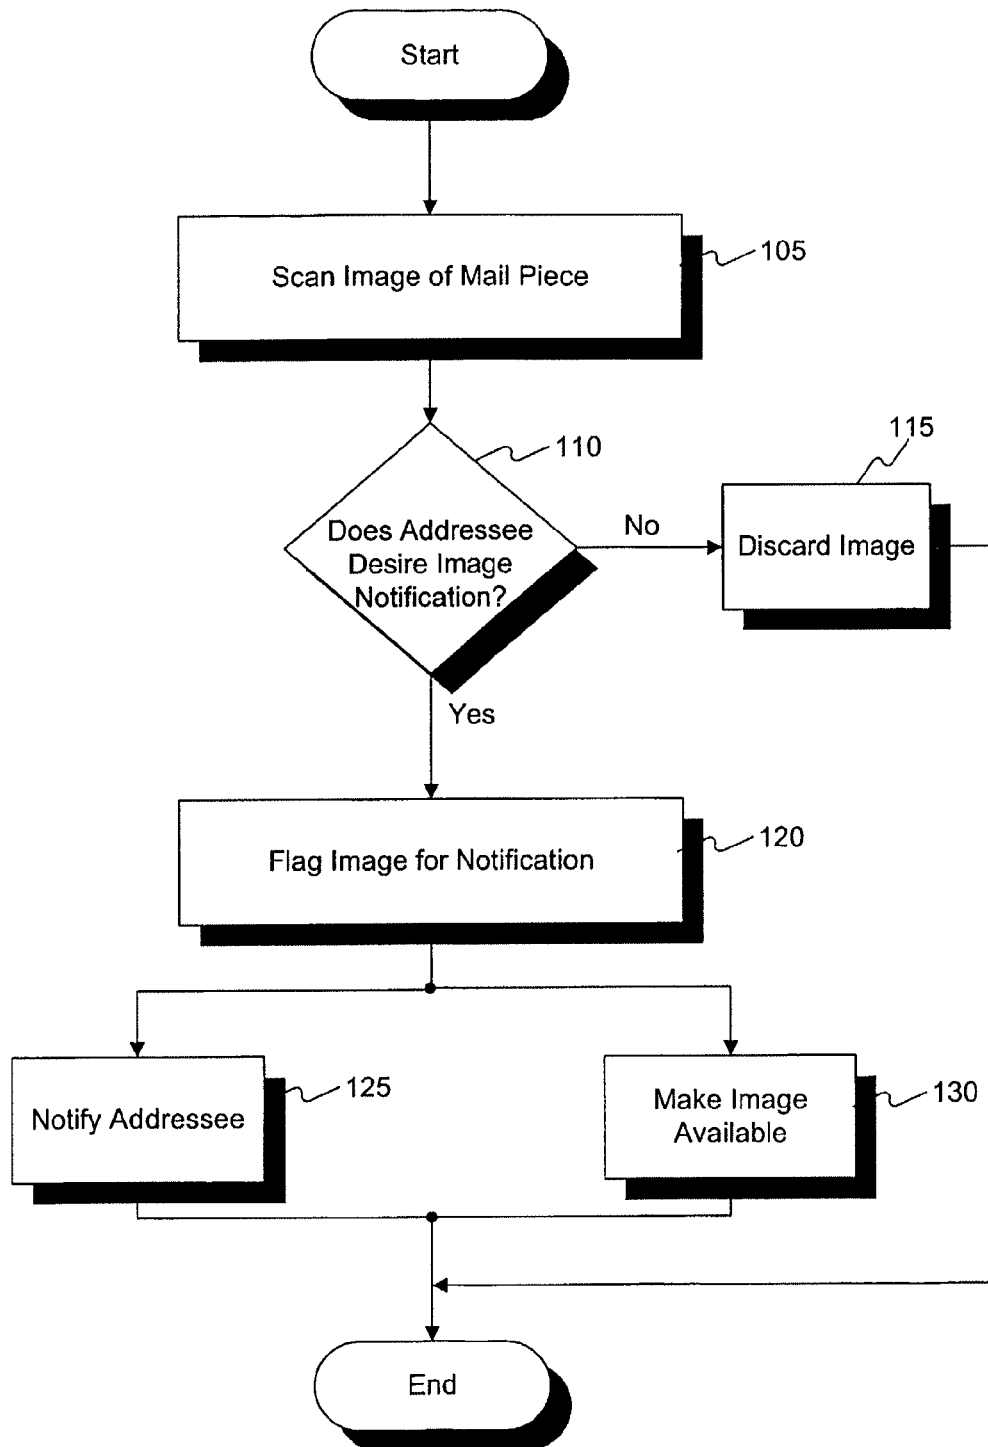 Start
Scan Image of Mail Piece
105
110
115
Does Addressee
Desire Image
Notification?
No
Discard Image
Yes
Flag Image for Notification
120
Notify Addressee
125
Make Image
Available
130
End